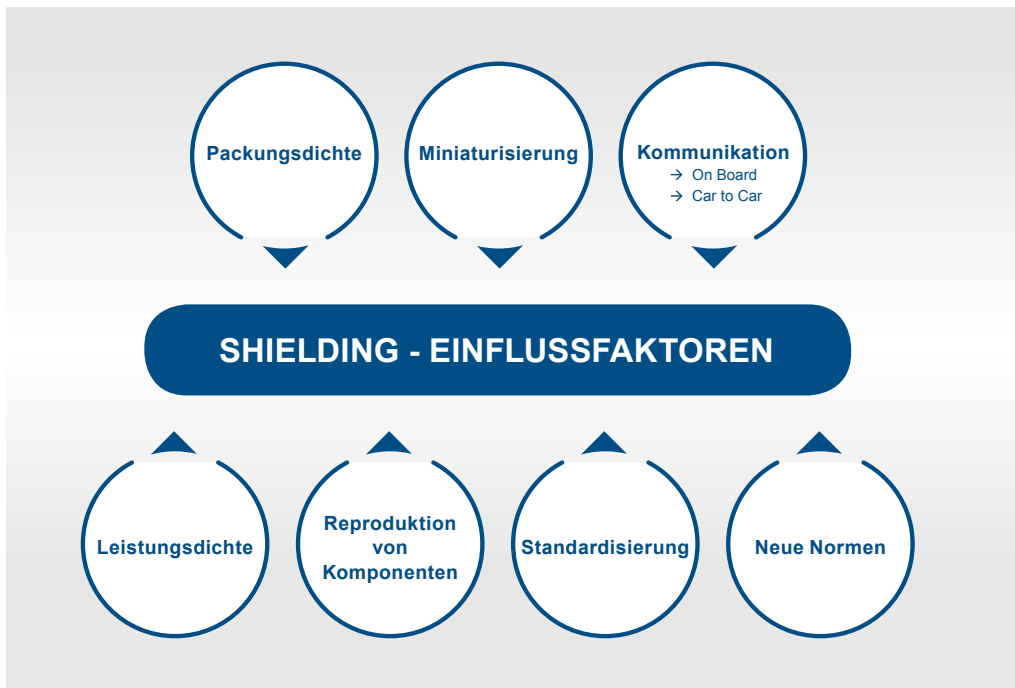 Packungsdichte
Miniaturisierung
Kommunikation
→ On Board
→ Car to Car
SHIELDING - EINFLUSSFAKTOREN
Leistungsdichte
Reproduktion
von
Komponenten
Standardisierung
Neue Normen